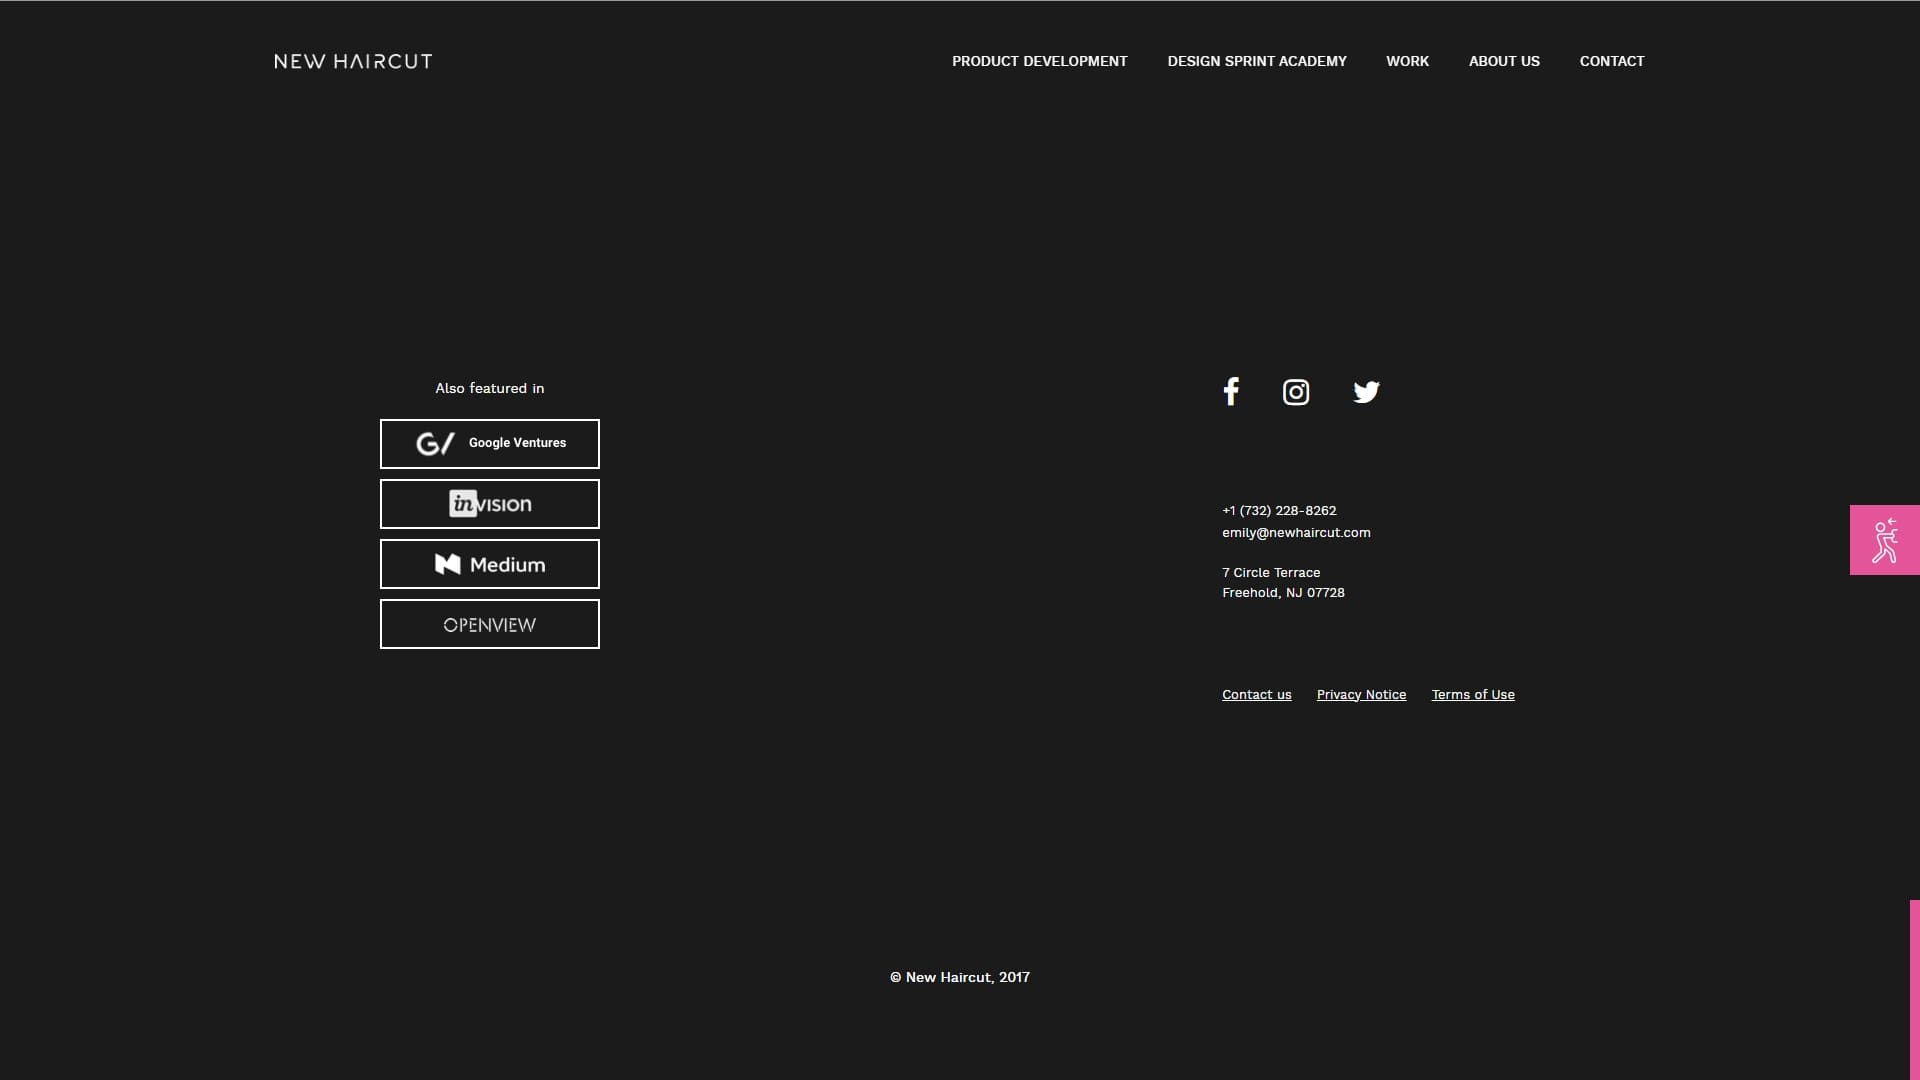 NEW HAIRCUT
PRODUCT DEVELOPMENT
DESIGN SPRINT ACADEMY
WORK
ABOUT US
CONTACT
Also featured in
G/ Google Ventures
invision
Medium
OPENVIEW
+1 (732) 228-8262
emily@newhaircut.com
7 Circle Terrace
Freehold, NJ 07728
Contact us
Privacy Notice
Terms of Use
© New Haircut, 2017